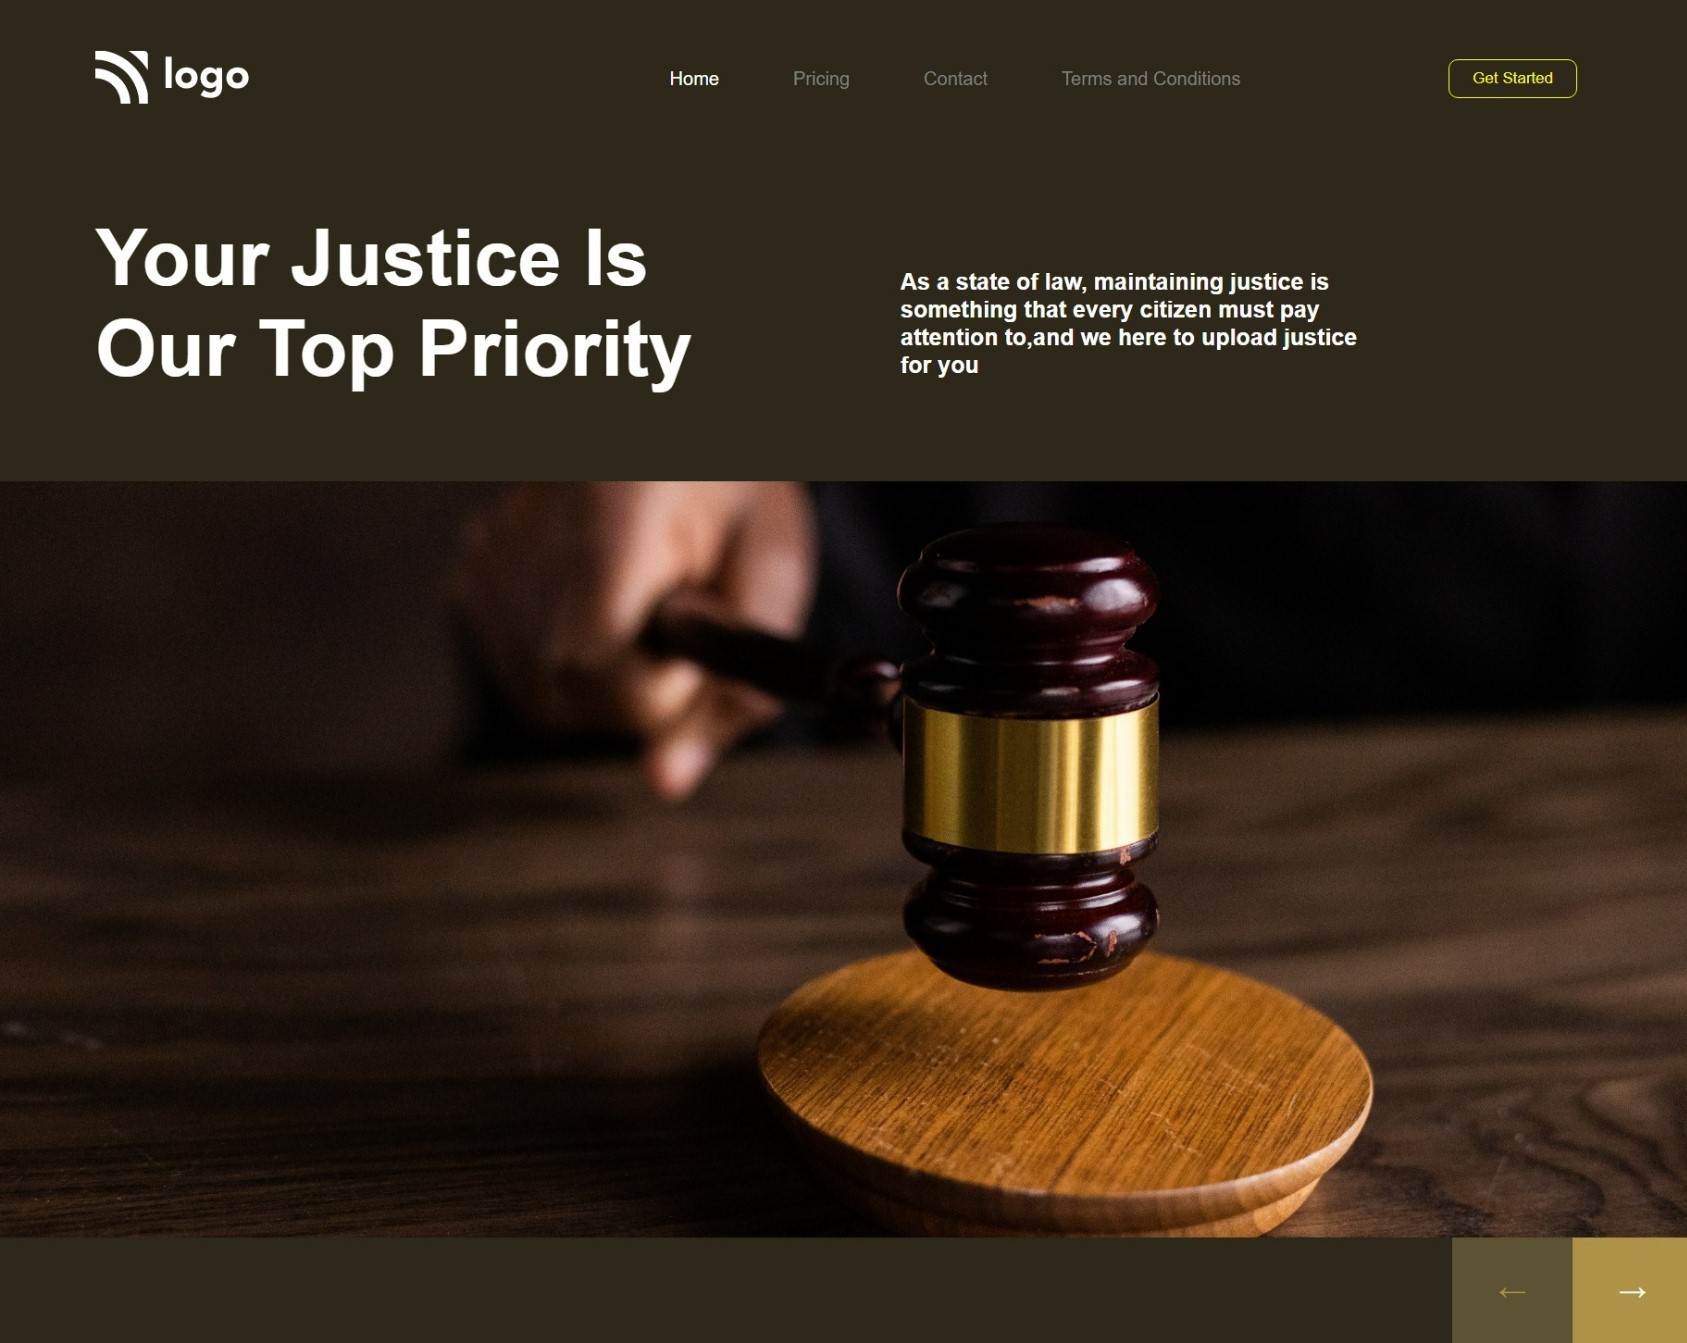 logo
Home
Pricing
Contact
Terms and Conditions
Get Started
Your Justice Is
Our Top Priority
As a state of law, maintaining justice is
something that every citizen must pay
attention to,and we here to upload justice
for you
← →